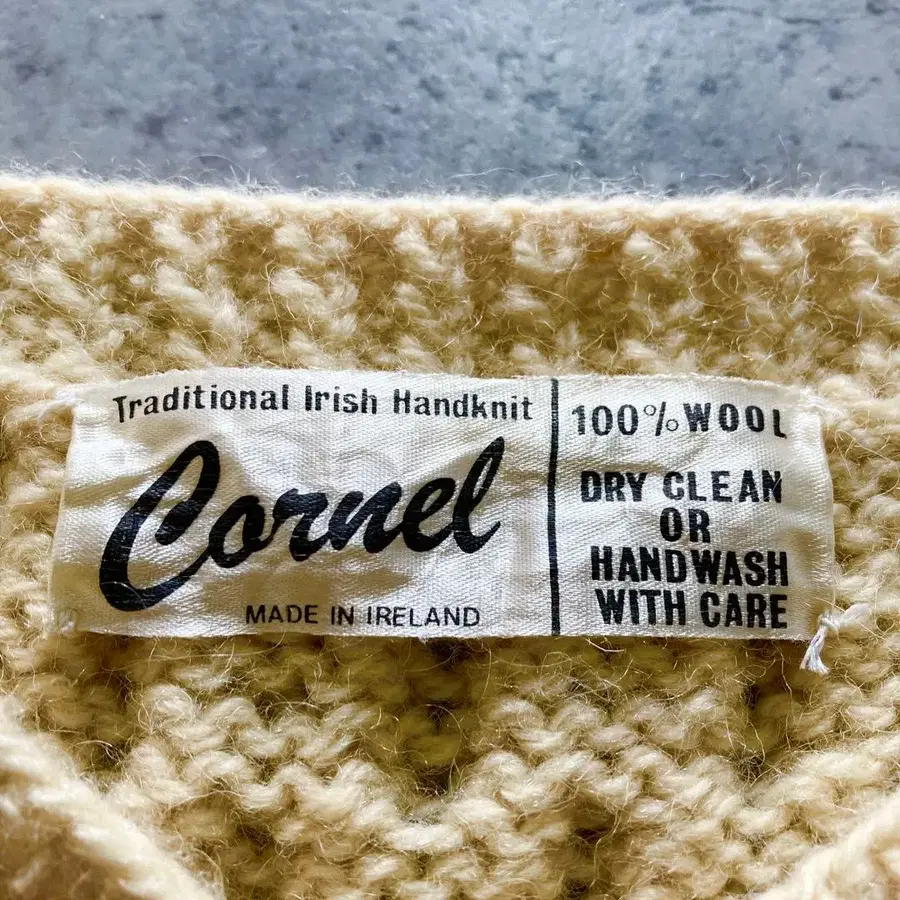 Traditional Irish Handknit
Cornel
MADE IN IRELAND
100% WOOL
DRY CLEAN
OR
HANDWASH
WITH CARE